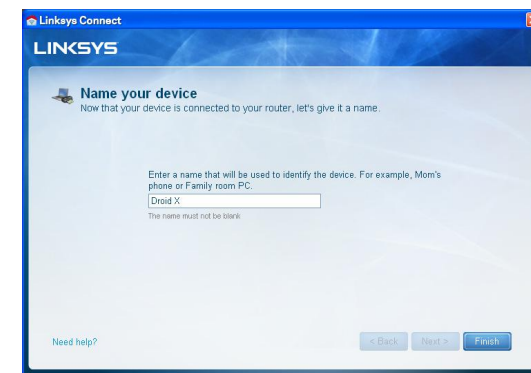 Linksys Connect
LINKSYS
Name your device
Now that your device is connected to your router, let's give it a name.
Enter a name that will be used to identify the device. For example, Mom's
phone or Family room PC.
Droid X
The name must not be blank
Need help?
< Back
Next >
Finish